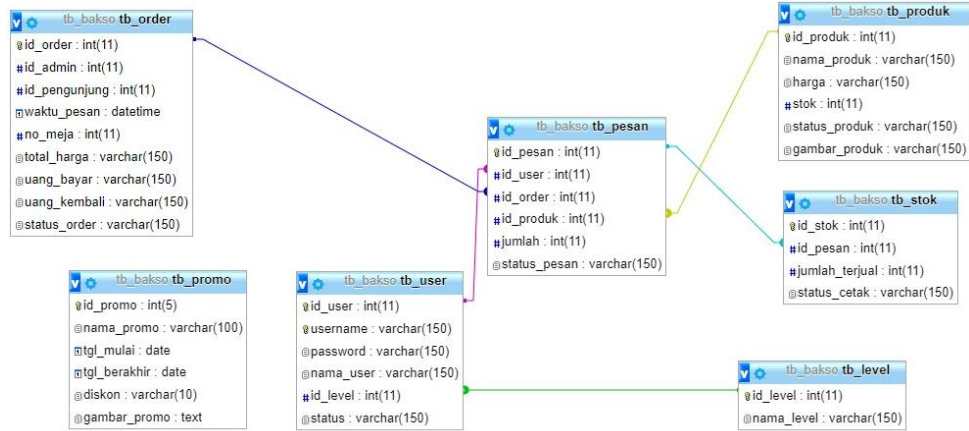 tb_bakso tb_order
id_order : int(11)
id_admin : int(11)
id_pengunjung : int(11)
waktu_pesan : datetime
no_meja : int(11)
total_harga : varchar(150)
uang_bayar : varchar(150)
uang_kembali : varchar(150)
status_order : varchar(150)
tb_bakso tb_promo
id_promo : int(5)
nama_promo : varchar(100)
tgl_mulai : date
tgl_berakhir : date
diskon : varchar(10)
gambar_promo : text
tb_bakso tb_user
id_user : int(11)
username : varchar(150)
password : varchar(150)
nama_user : varchar(150)
id_level : int(11)
status : varchar(150)
tb_bakso tb_pesan
id_pesan : int(11)
id_user : int(11)
id_order : int(11)
id_produk : int(11)
jumlah : int(11)
status_pesan : varchar(150)
tb_bakso tb_produk
id_produk : int(11)
nama_produk : varchar(150)
harga : varchar(150)
stok : int(11)
status_produk : varchar(150)
gambar_produk : varchar(150)
tb_bakso tb_stok
id_stok : int(11)
id_pesan : int(11)
jumlah_terjual : int(11)
status_cetak : varchar(150)
tb_bakso tb_level
id_level : int(11)
nama_level : varchar(150)